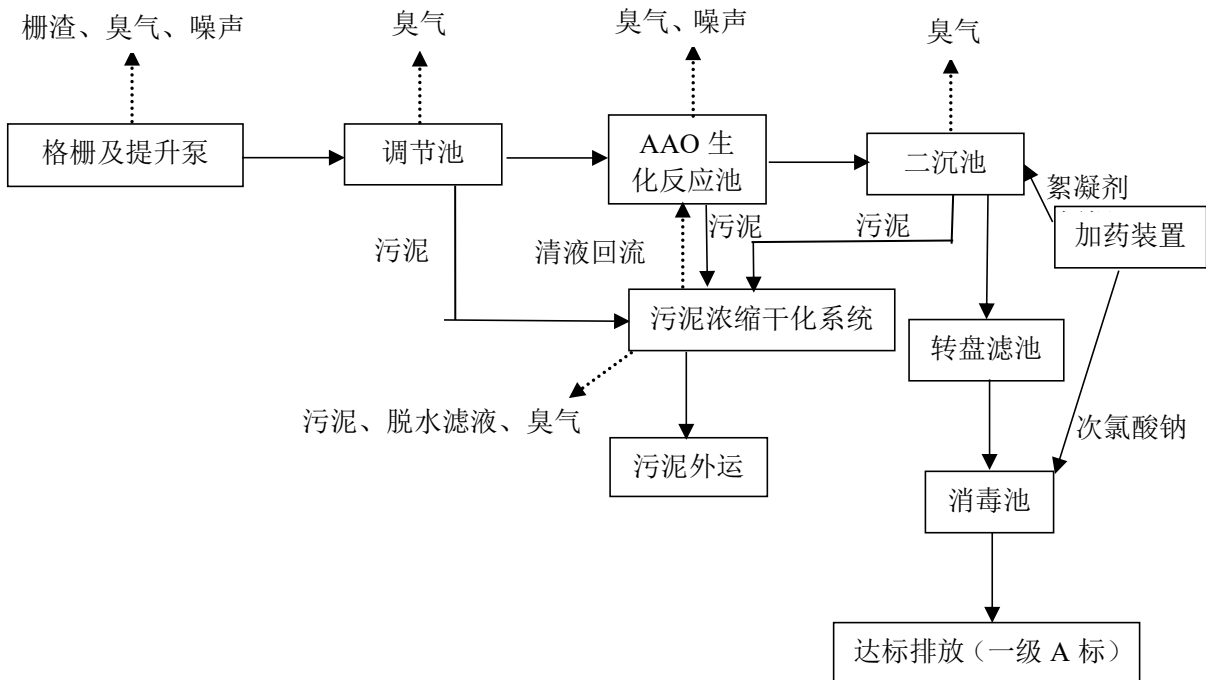 栅渣、臭气、噪声
臭气
臭气、噪声
臭气
格栅及提升泵
调节池
AAO 生
化反应池
二沉池
絮凝剂
加药装置
污泥
清液回流
污泥
污泥
污泥浓缩干化系统
转盘滤池
污泥、脱水滤液、臭气
次氯酸钠
污泥外运
消毒池
达标排放（一级 A 标）